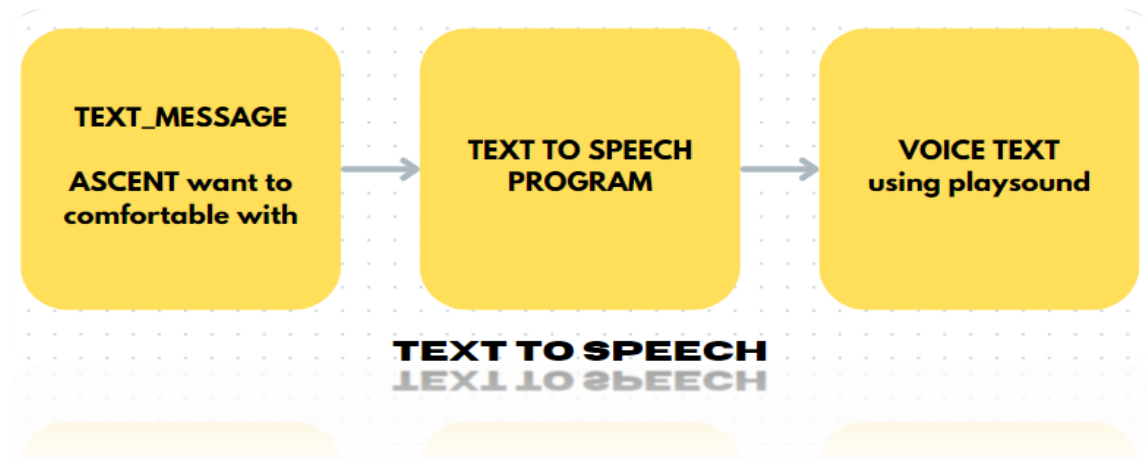 TEXT_MESSAGE
ASCENT want to
comfortable with
TEXT TO SPEECH
PROGRAM
VOICE TEXT
using playsound
TEXT TO SPEECH